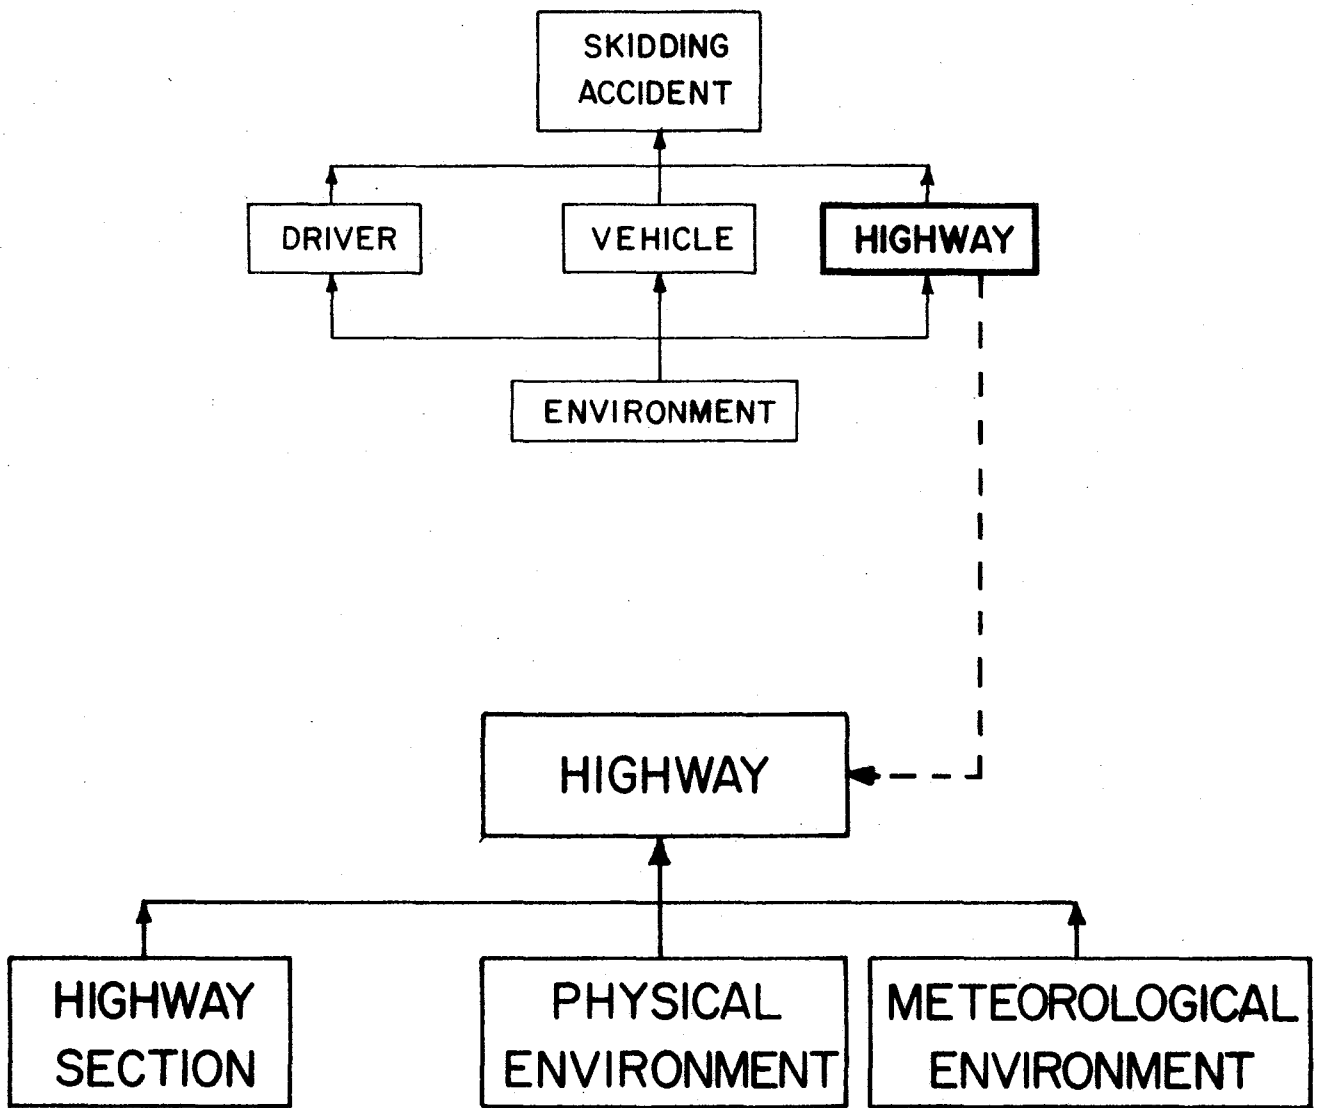 SKIDDING
ACCIDENT
DRIVER
VEHICLE
HIGHWAY
ENVIRONMENT
HIGHWAY
HIGHWAY
SECTION
PHYSICAL
ENVIRONMENT
METEOROLOGICAL
ENVIRONMENT